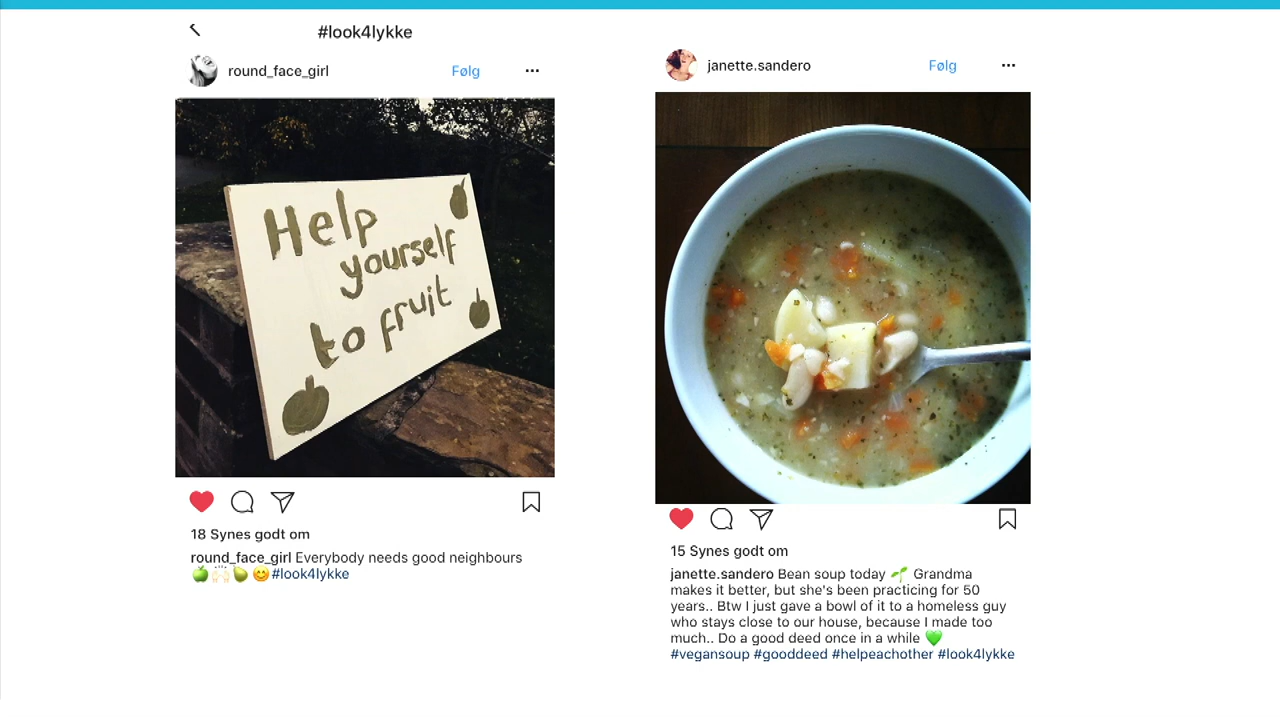 #look4lykke
round_face_girl Følg
Help
yourself
to fruit
18 Synes godt om
round_face_girl Everybody needs good neighbours
🍏🙌🍐😊#look4lykke
janette.sandero Følg
15 Synes godt om
janette.sandero Bean soup today 🌱 Grandma
makes it better, but she's been practicing for 50
years.. Btw I just gave a bowl of it to a homeless guy
who stays close to our house, because I made too
much.. Do a good deed once in a while 💚
#vegansoup #gooddeed #helpeachother #look4lykke